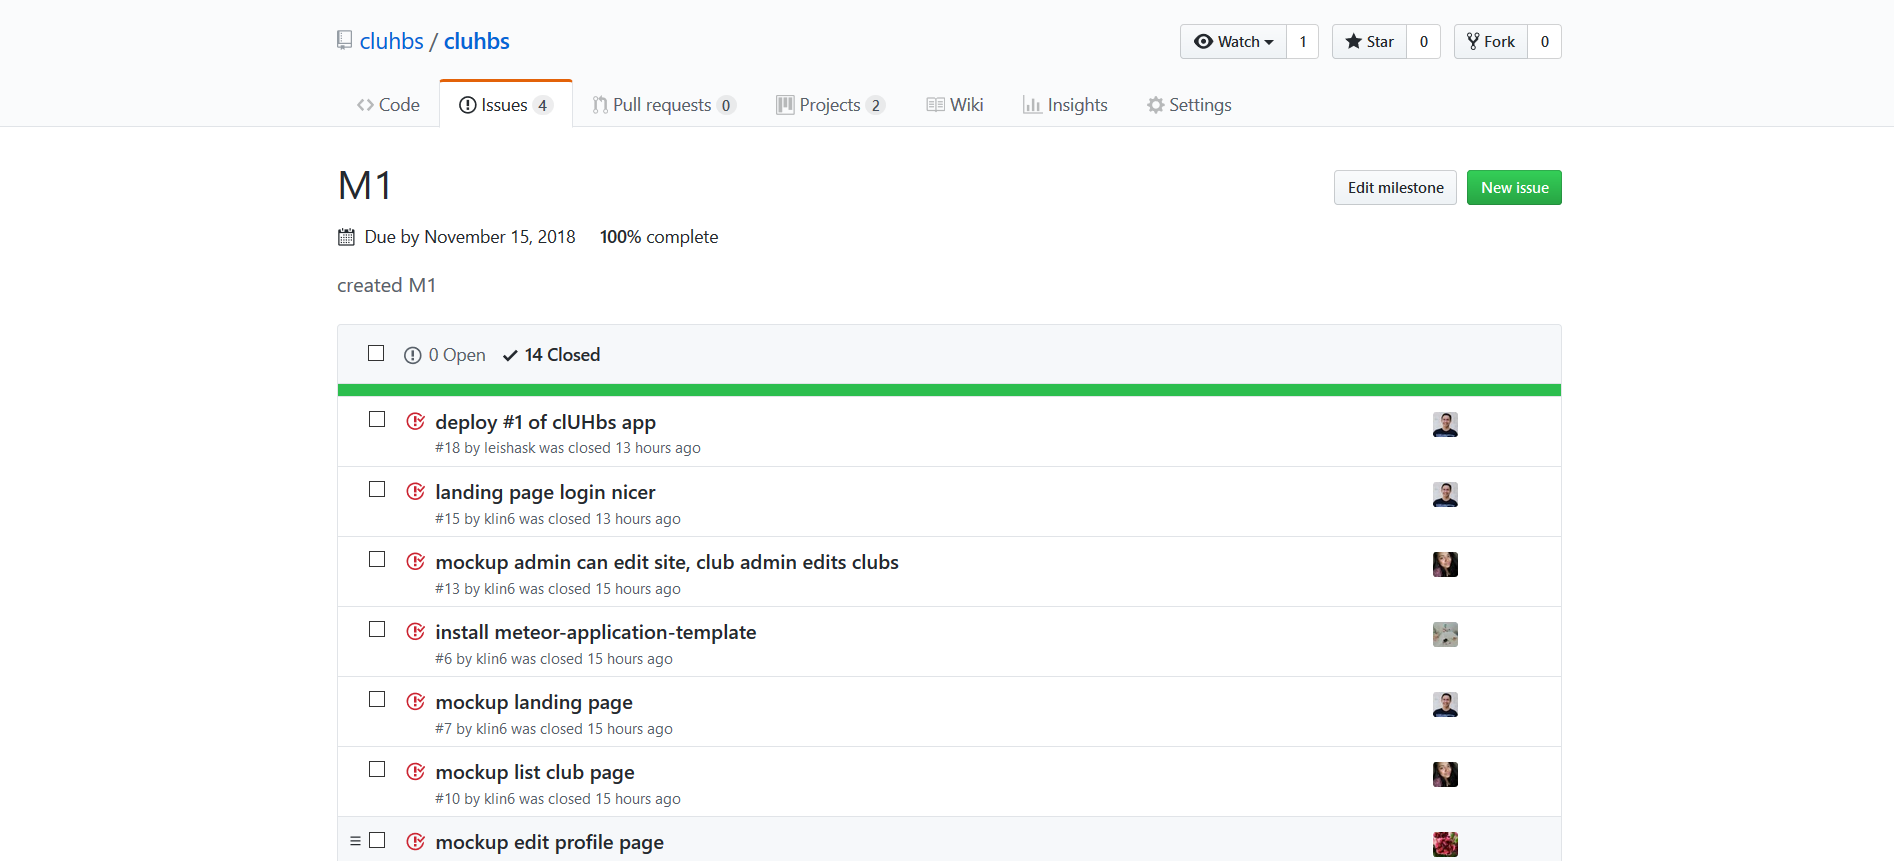 cluhbs / cluhbs
Watch 1 Star 0 Fork 0
Code Issues 4 Pull requests 0 Projects 2 Wiki Insights Settings
M1
Edit milestone New issue
Due by November 15, 2018 100% complete
created M1
0 Open 14 Closed
deploy #1 of clUHbs app
#18 by leishask was closed 13 hours ago
landing page login nicer
#15 by klin6 was closed 13 hours ago
mockup admin can edit site, club admin edits clubs
#13 by klin6 was closed 15 hours ago
install meteor-application-template
#6 by klin6 was closed 15 hours ago
mockup landing page
#7 by klin6 was closed 15 hours ago
mockup list club page
#10 by klin6 was closed 15 hours ago
mockup edit profile page